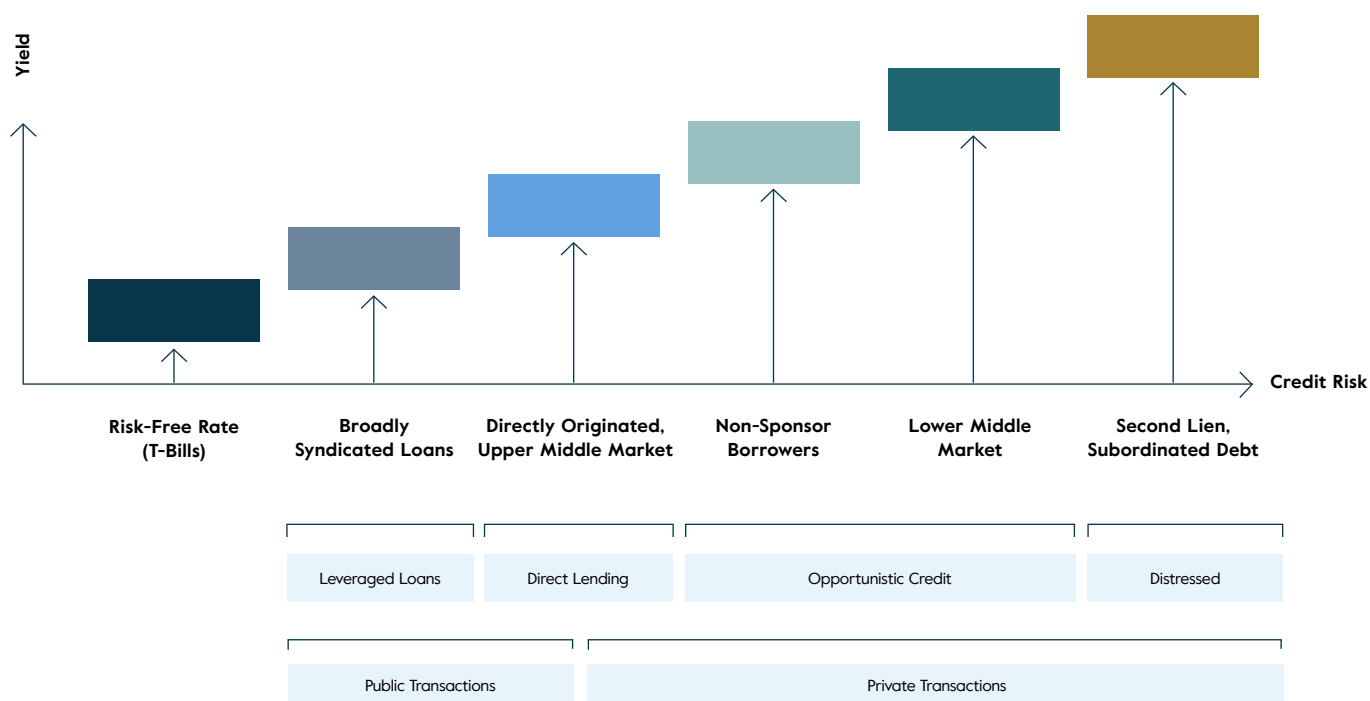 Yield
Credit Risk
Risk-Free Rate
(T-Bills)
Broadly
Syndicated Loans
Directly Originated,
Upper Middle Market
Non-Sponsor
Borrowers
Lower Middle
Market
Second Lien,
Subordinated Debt
Leveraged Loans
Direct Lending
Opportunistic Credit
Distressed
Public Transactions
Private Transactions